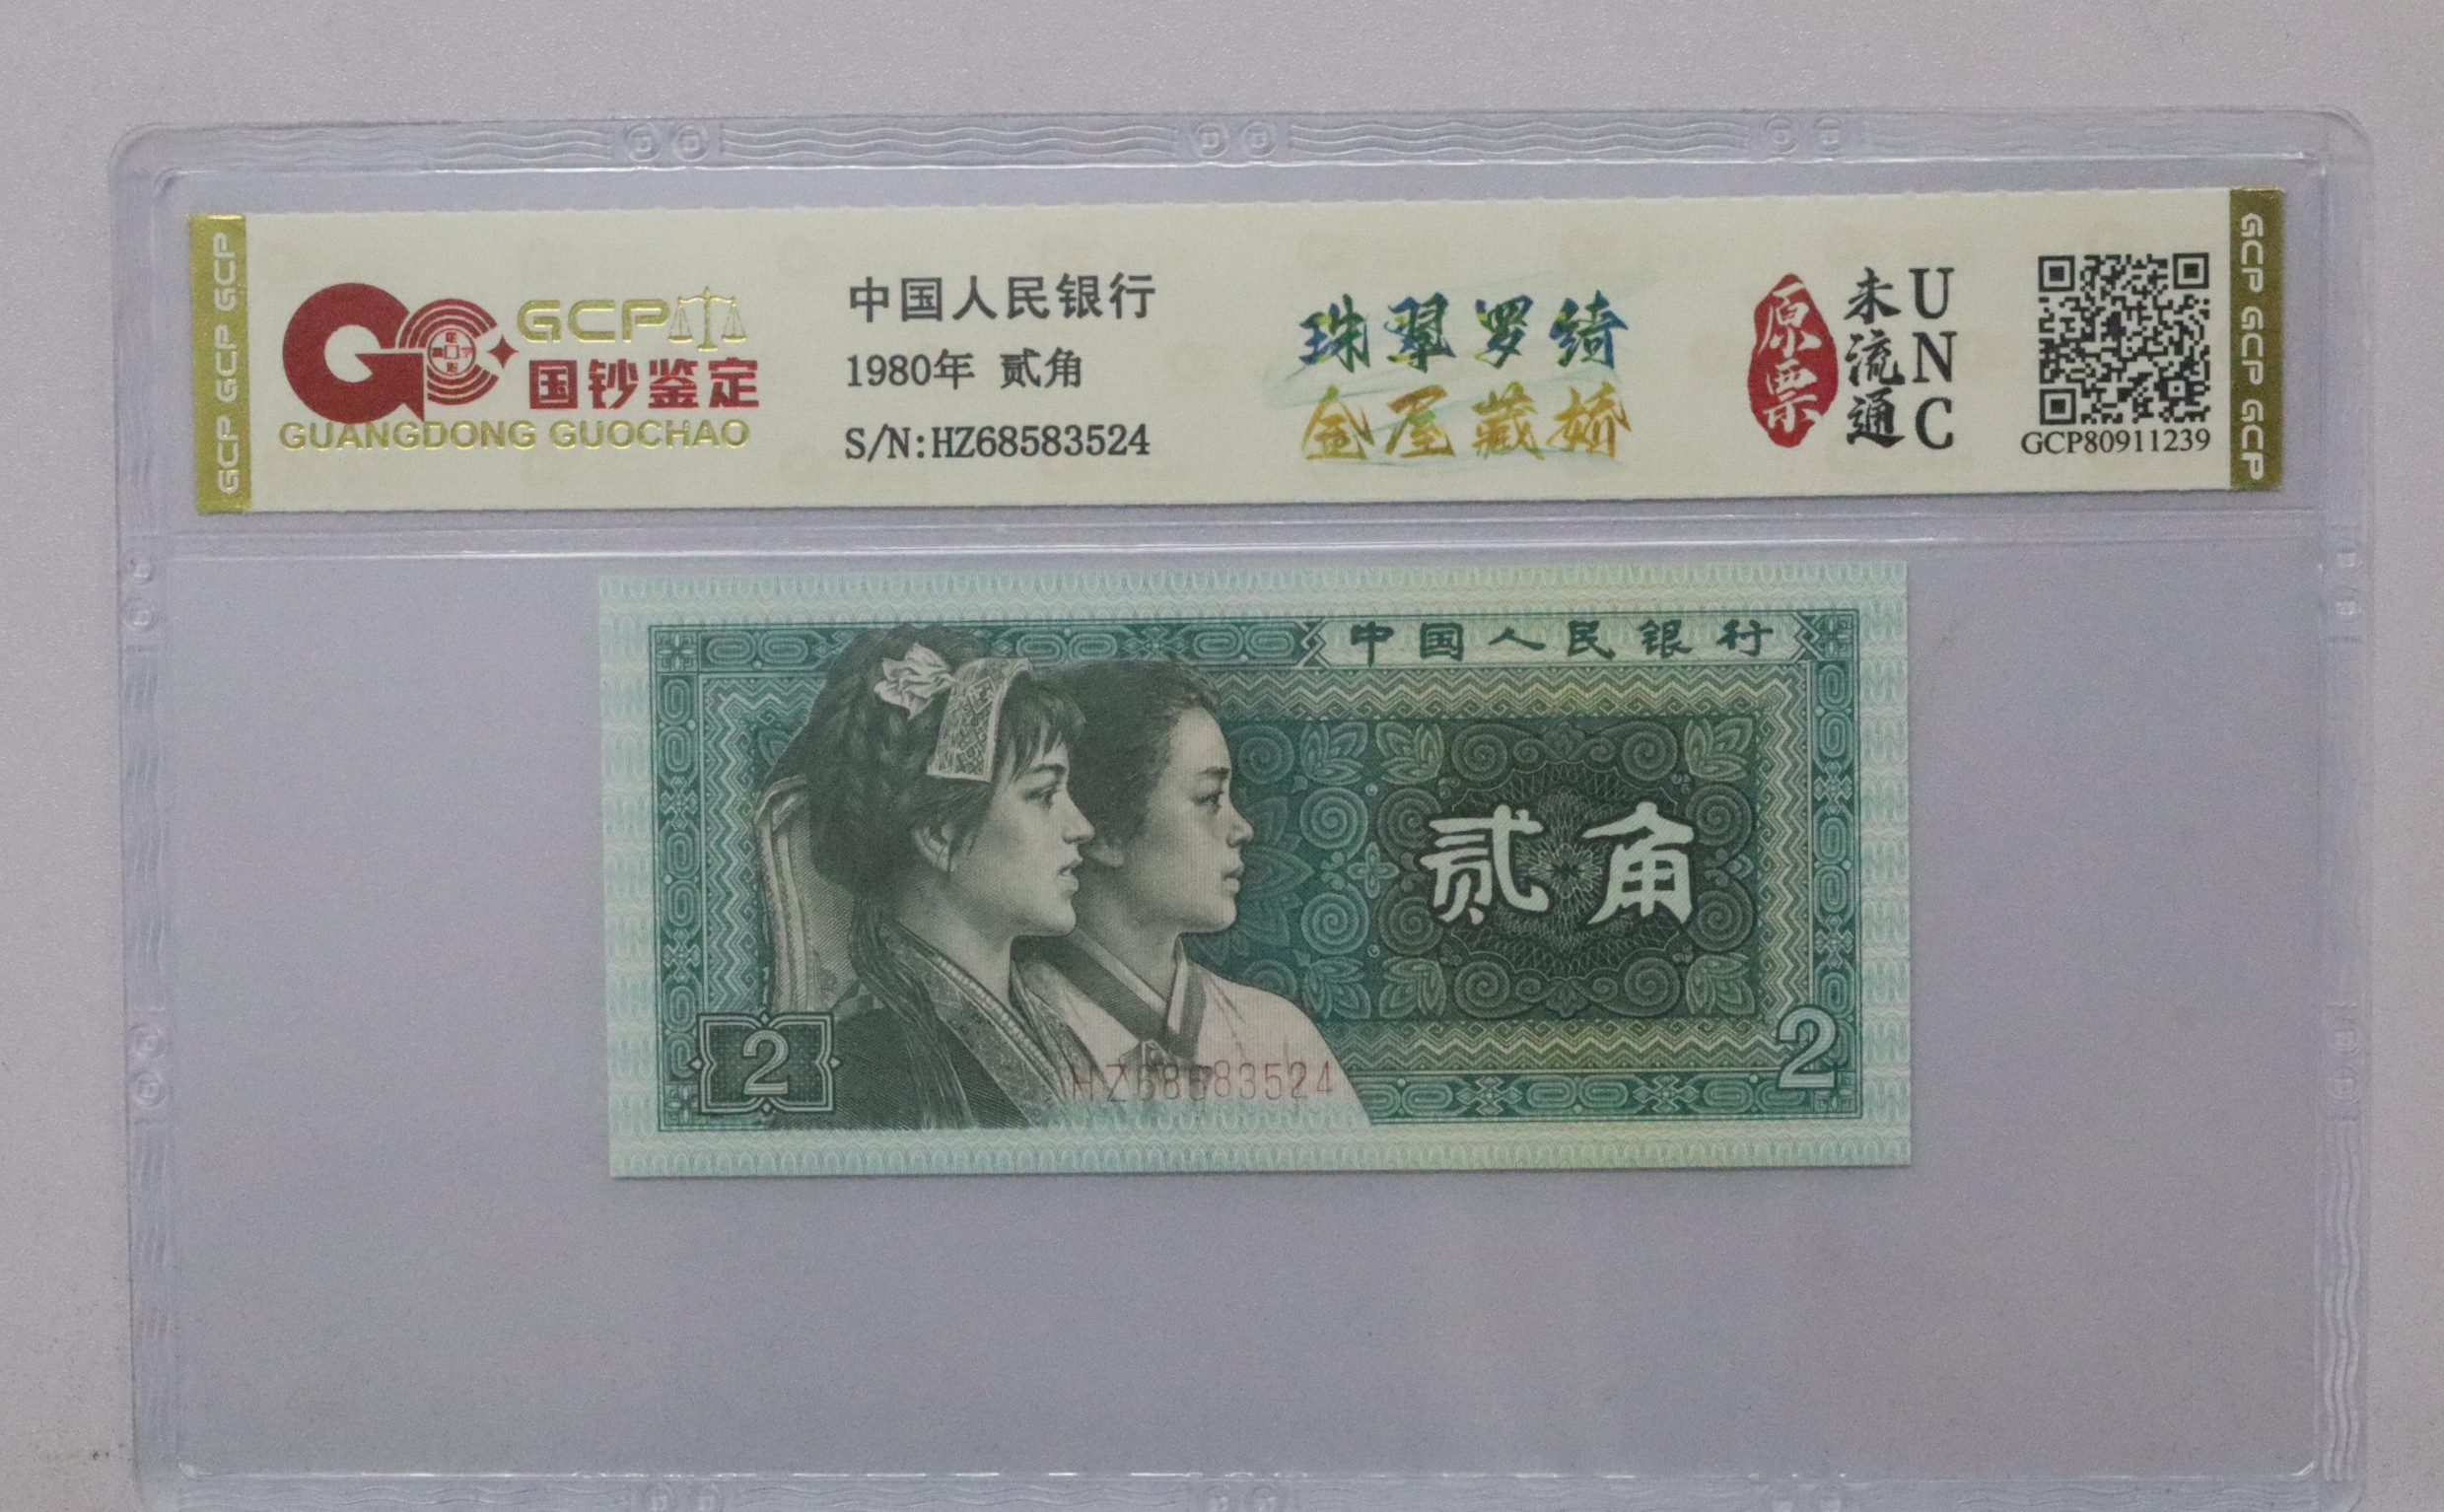 GCP GCP GCP
GCP
国钞鉴定
GUANGDONG GUOCHAO
中国人民银行
1980年 贰角
S/N:HZ68583524
珠翠罗绮
金屋藏娇
原票
未流通
UNC
GCP80911239
GCP GCP GCP
中国人民银行
贰角
2
HZ68583524
2